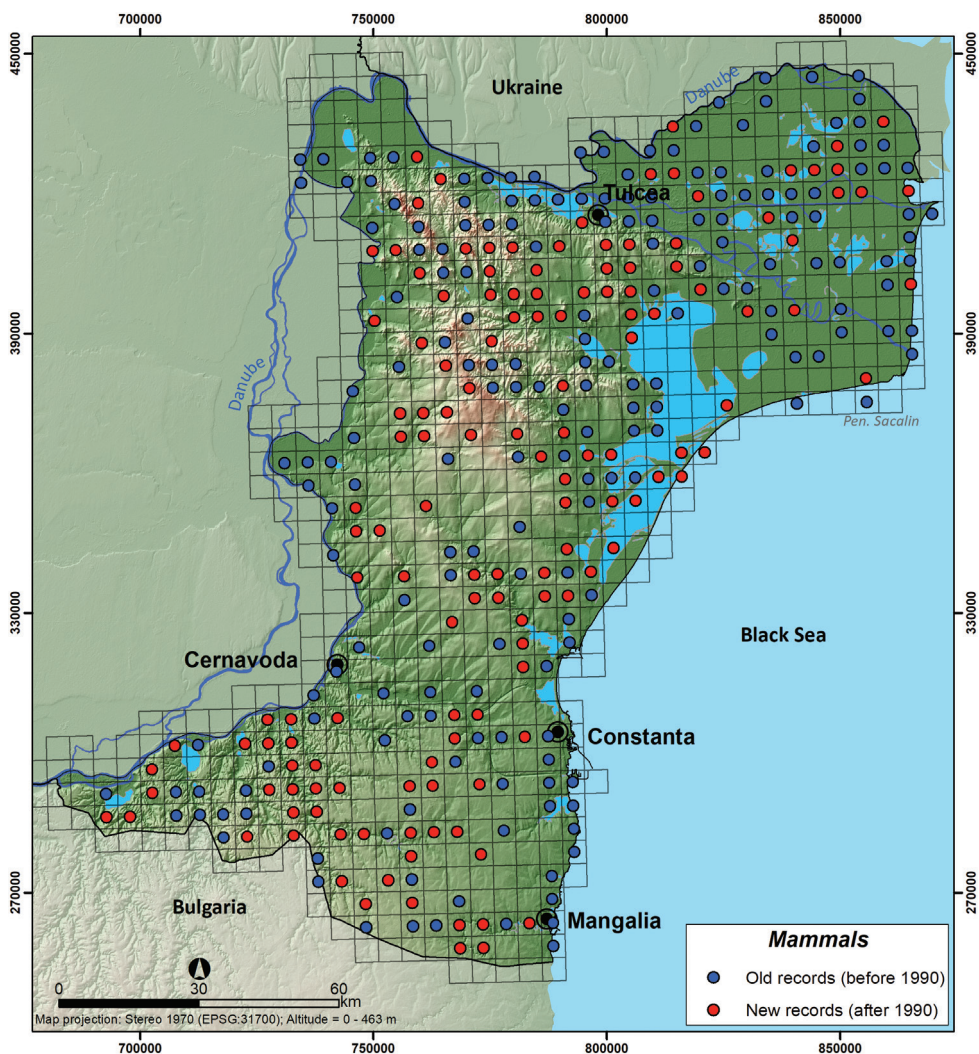 700000 750000 800000 850000
450000 450000
Ukraine
Danube
Tulcea
390000 390000
Danube
Pen. Sacalin
330000 330000
Black Sea
Cernavoda
Constanta
270000 270000
Bulgaria
Mangalia
Mammals
Old records (before 1990)
New records (after 1990)
0 30 60
km
Map projection: Stereo 1970 (EPSG:31700); Altitude = 0 - 463 m
700000 750000 800000 850000